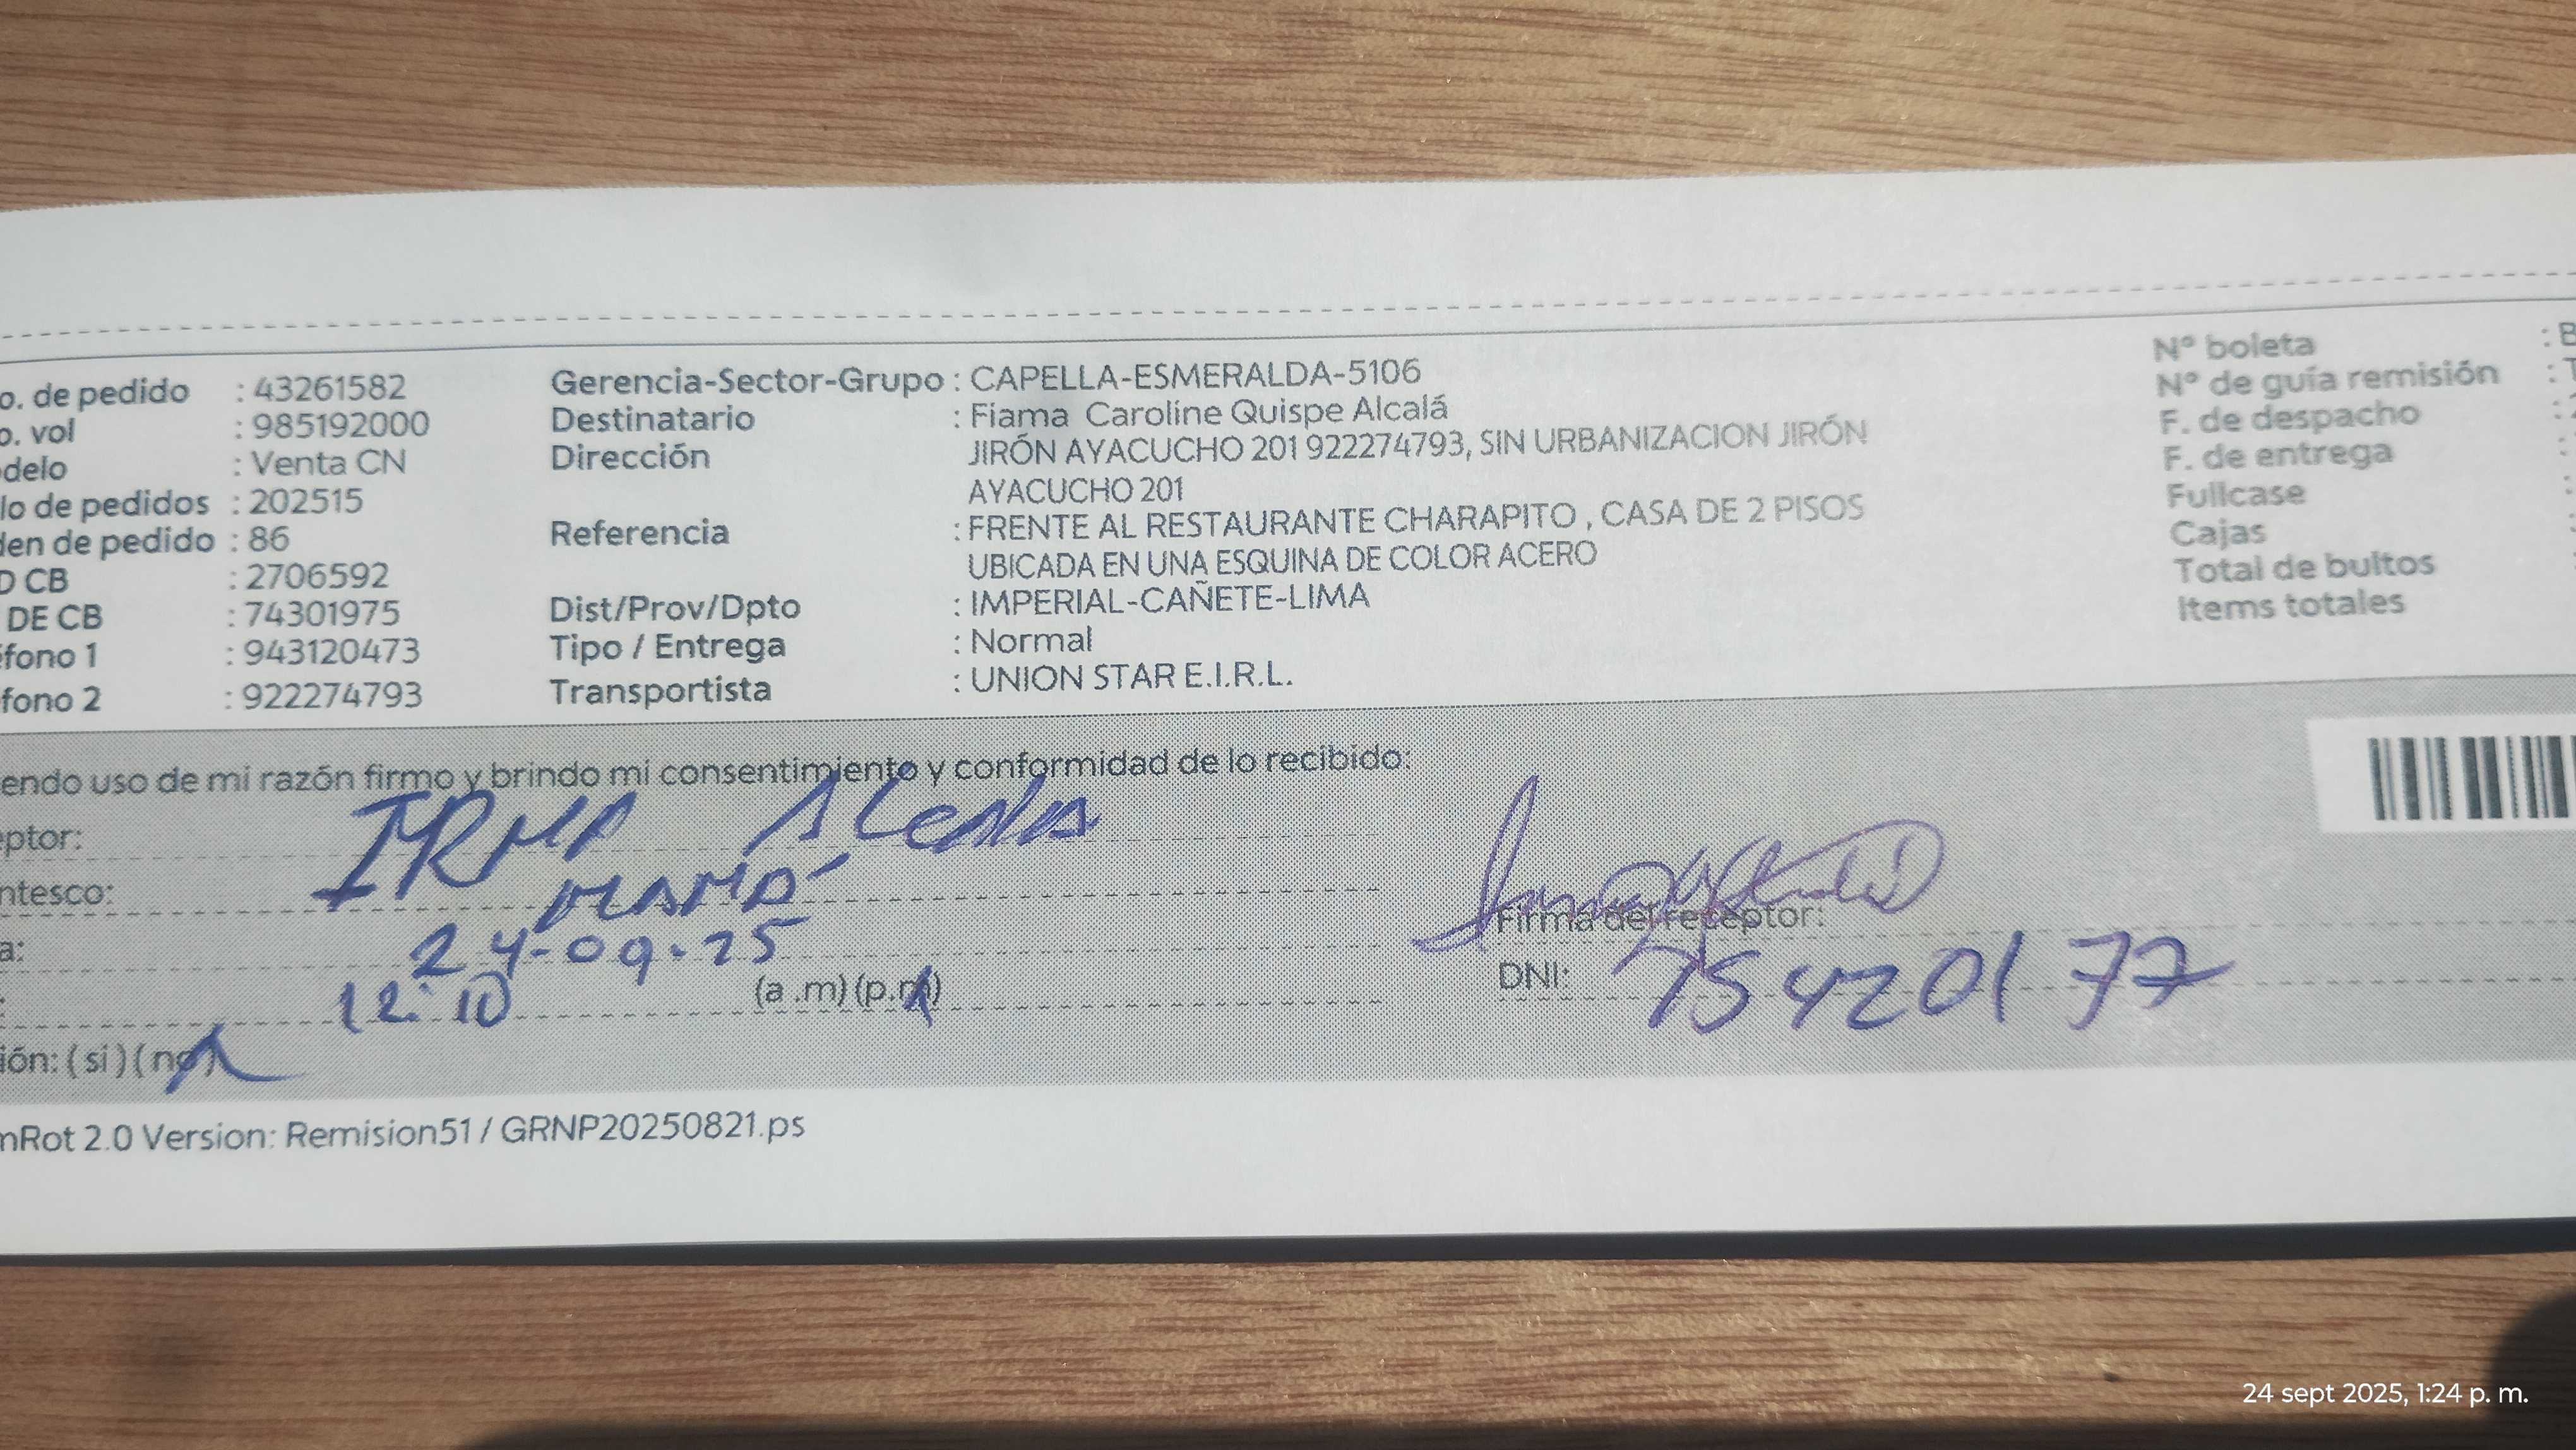 o. de pedido : 43261582
o. vol : 985192000
delo : Venta CN
lo de pedidos : 202515
den de pedido : 86
D CB : 2706592
DE CB : 74301975
éfono 1 : 943120473
fono 2 : 922274793
Gerencia-Sector-Grupo : CAPELLA-ESMERALDA-5106
Destinatario : Fiama Caroline Quispe Alcalá
Dirección JIRÓN AYACUCHO 201 922274793, SIN URBANIZACION JIRÓN
AYACUCHO 201
Referencia : FRENTE AL RESTAURANTE CHARAPITO , CASA DE 2 PISOS
UBICADA EN UNA ESQUINA DE COLOR ACERO
Dist/Prov/Dpto : IMPERIAL-CAÑETE-LIMA
Tipo / Entrega : Normal
Transportista : UNION STAR E.I.R.L.
N° boleta : B
N° de guía remisión : T
F. de despacho :
F. de entrega :
Fullcase :
Cajas :
Total de bultos :
Items totales
endo uso de mi razón firmo y brindo mi consentimiento y conformidad de lo recibido:
eptor: IRMA
ntesco: MAMÁ
a: 24-09-25
: 12:10 (a .m) (p.m)
ión: ( si ) ( no )
Firma del receptor:
DNI: 75420177
mRot 2.0 Version: Remision51 / GRNP20250821.ps
24 sept 2025, 1:24 p. m.